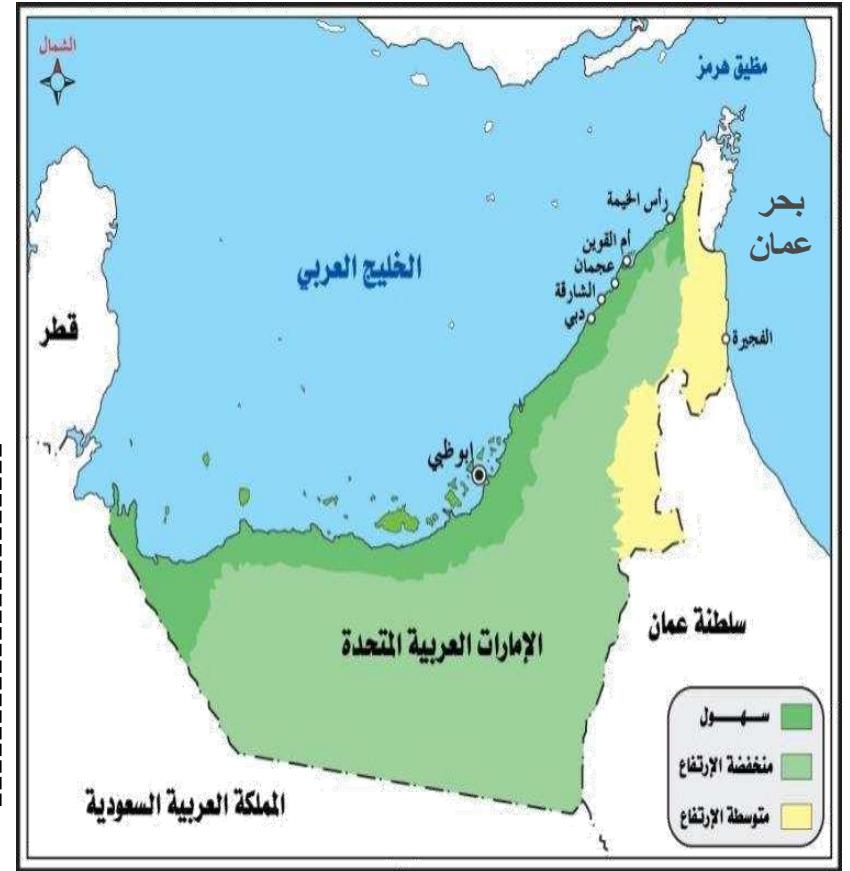 الشمال
مظيق هرمز
بحر
عمان
رأس الخيمة
أم القوين
عجمان
الشارقة
دبي
الفجيرة
الخليج العربي
قطر
ابوظبي
الإمارات العربية المتحدة
سلطنة عمان
المملكة العربية السعودية
سهول
منخفضة الإرتفاع
متوسطة الإرتفاع